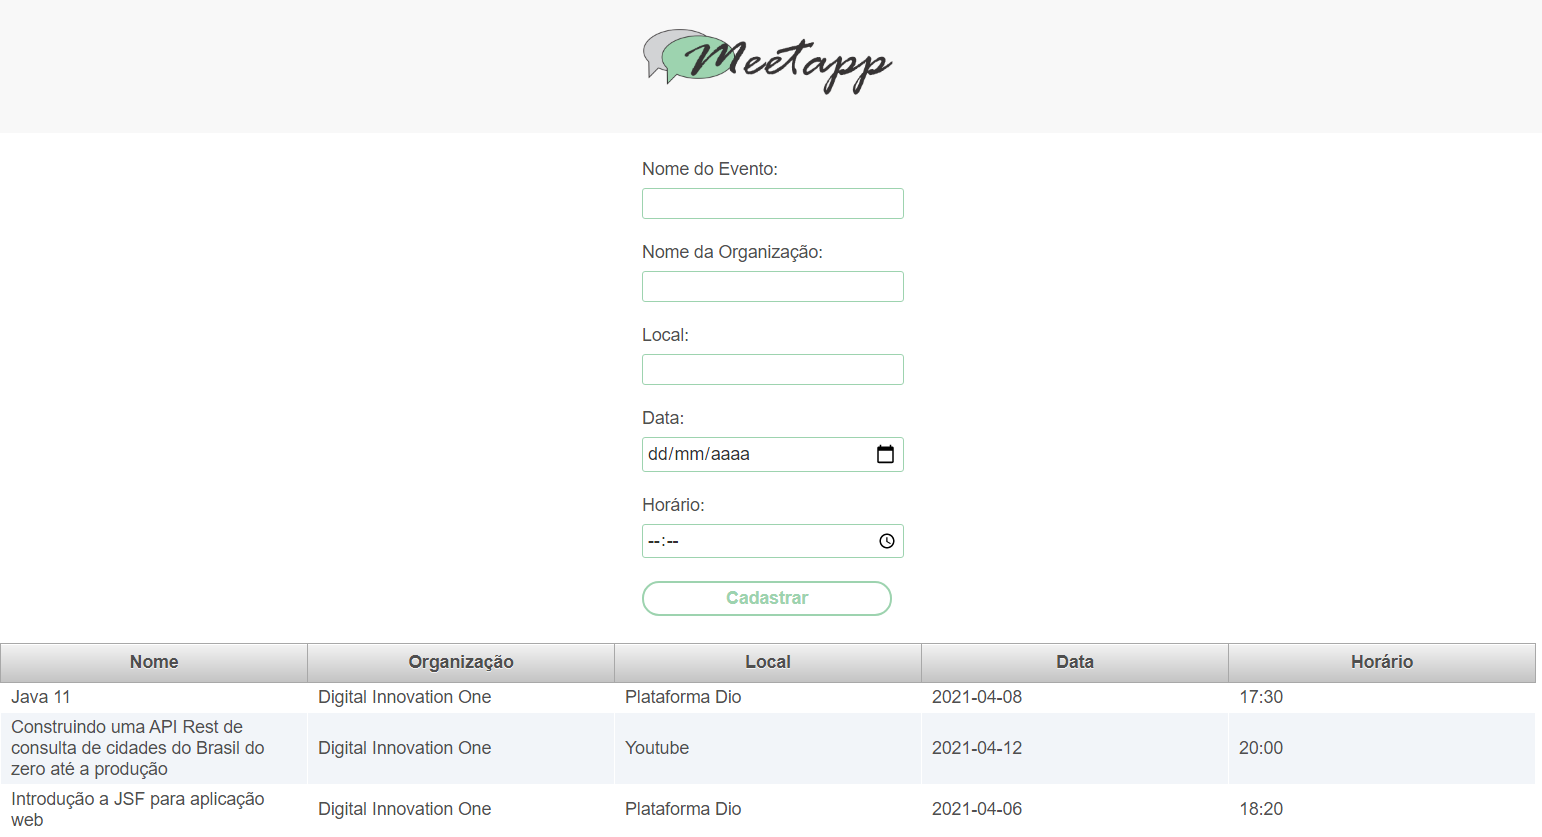 Meetapp
Nome do Evento:
Nome da Organização:
Local:
Data:
dd/mm/aaaa
Horário:
--:--
Cadastrar
Nome Organização Local Data Horário
Java 11 Digital Innovation One Plataforma Dio 2021-04-08 17:30
Construindo uma API Rest de
consulta de cidades do Brasil do
zero até a produção
Digital Innovation One Youtube 2021-04-12 20:00
Introdução a JSF para aplicação
web
Digital Innovation One Plataforma Dio 2021-04-06 18:20